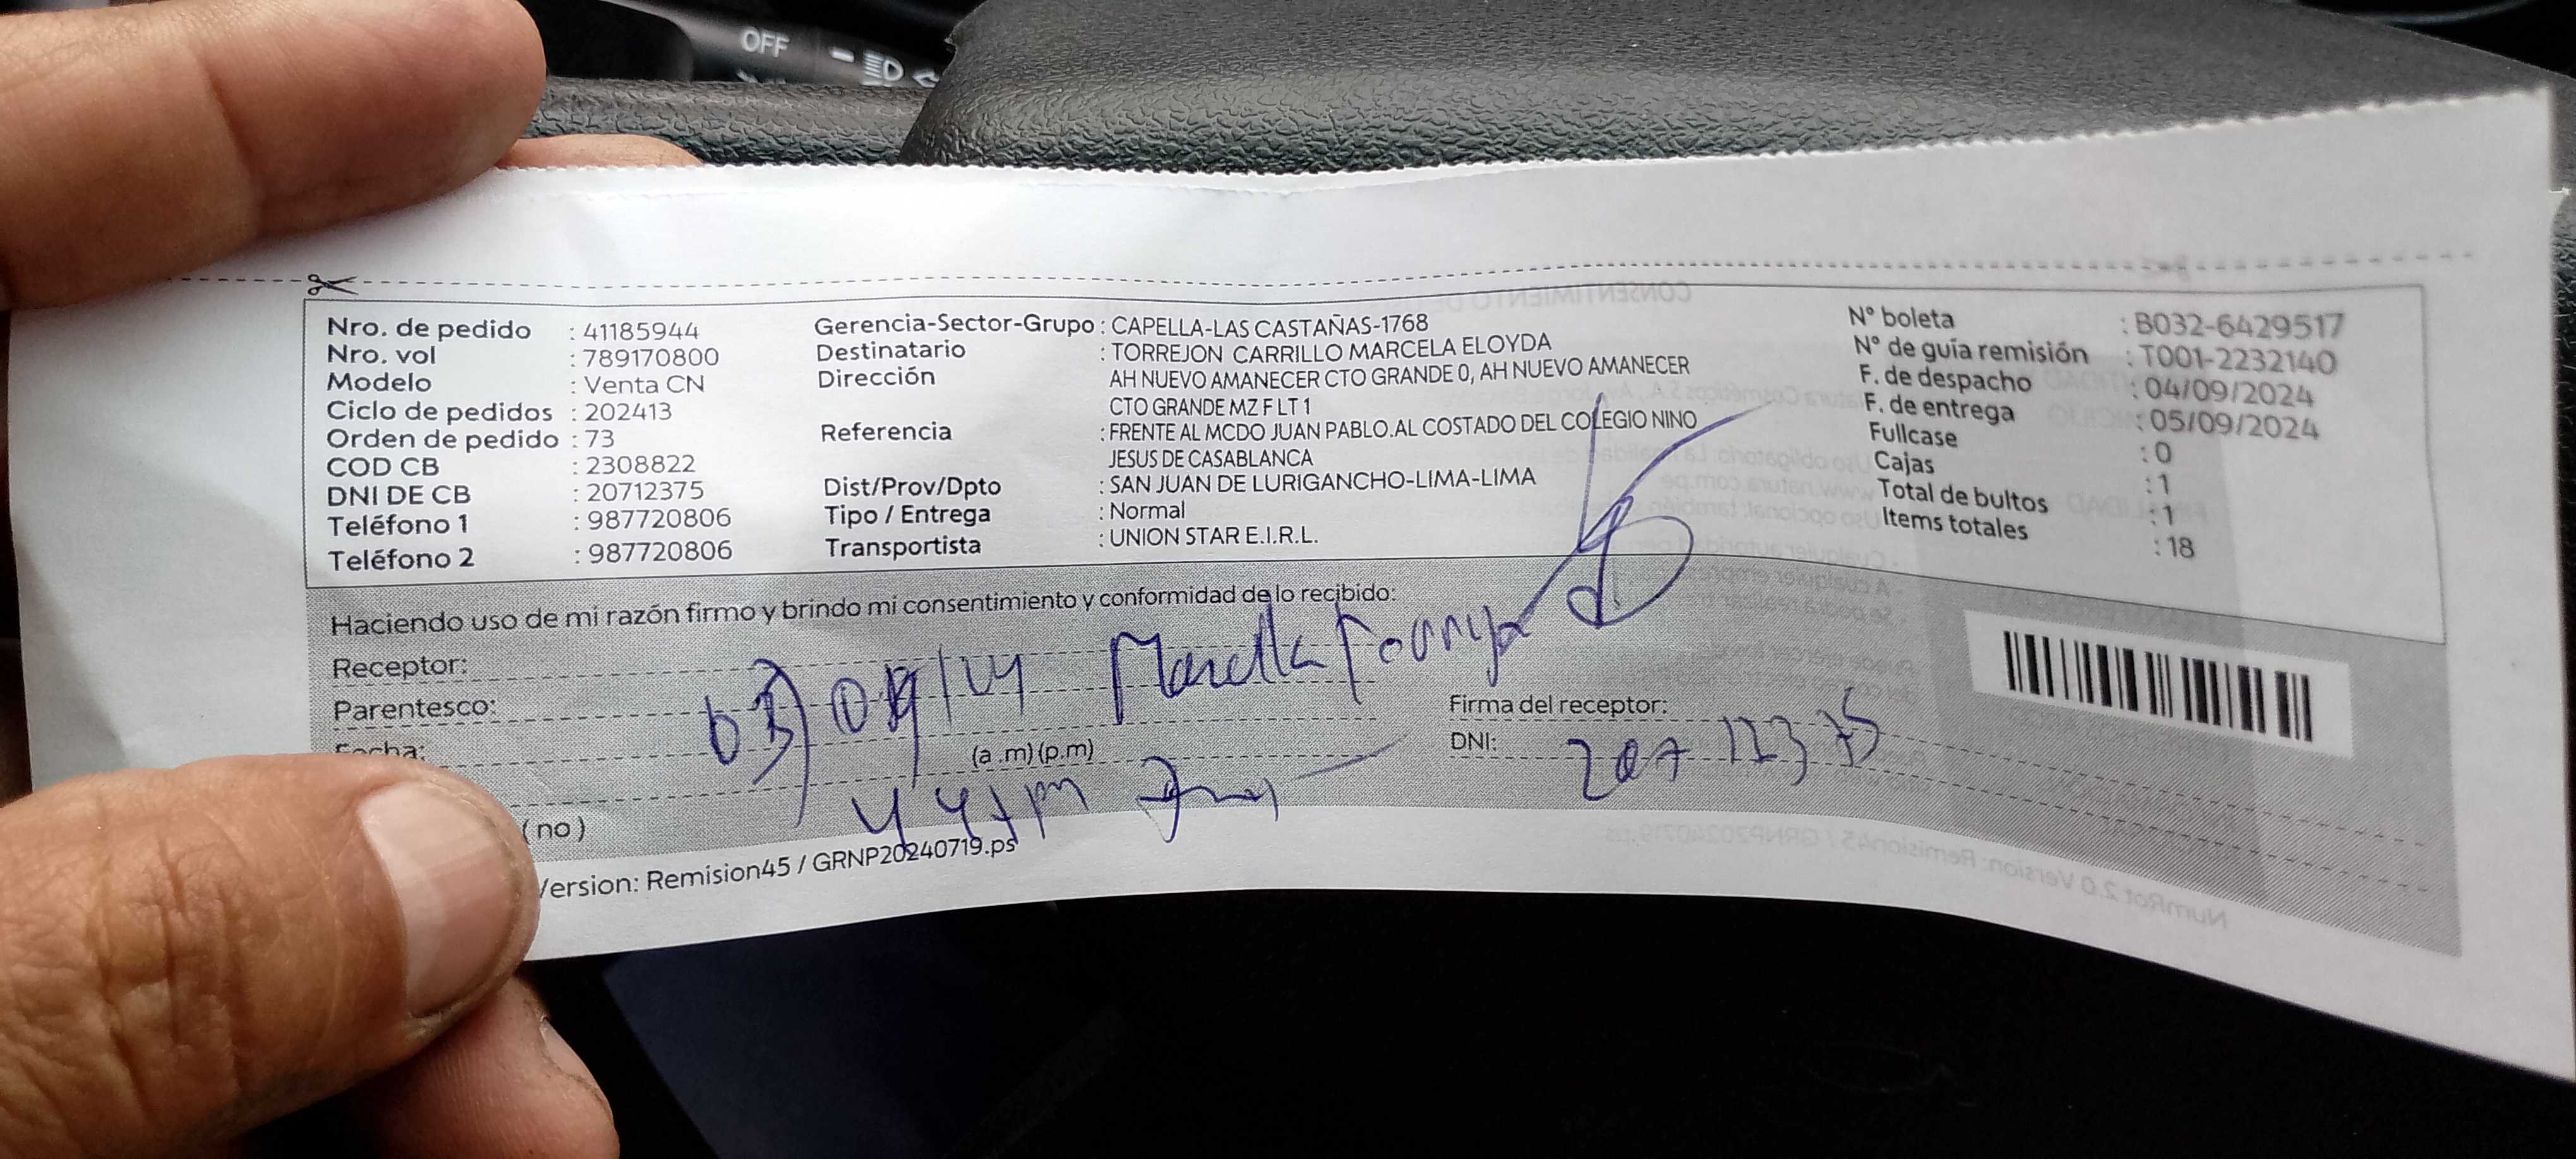 OFF
Nro. de pedido : 41185944
Nro. vol : 789170800
Modelo : Venta CN
Ciclo de pedidos : 202413
Orden de pedido : 73
COD CB : 2308822
DNI DE CB : 20712375
Teléfono 1 : 987720806
Teléfono 2 : 987720806
Gerencia-Sector-Grupo : CAPELLA-LAS CASTAÑAS-1768
Destinatario : TORREJON CARRILLO MARCELA ELOYDA
Dirección AH NUEVO AMANECER CTO GRANDE 0, AH NUEVO AMANECER
CTO GRANDE MZ F LT 1
Referencia : FRENTE AL MCDO JUAN PABLO.AL COSTADO DEL COLEGIO NINO
JESUS DE CASABLANCA
Dist/Prov/Dpto : SAN JUAN DE LURIGANCHO-LIMA-LIMA
Tipo / Entrega : Normal
Transportista : UNION STAR E.I.R.L.
N° boleta : B032-6429517
N° de guía remisión : T001-2232140
F. de despacho : 04/09/2024
F. de entrega : 05/09/2024
Fullcase : 0
Cajas : 1
Total de bultos : 1
Items totales : 18
Haciendo uso de mi razón firmo y brindo mi consentimiento y conformidad de lo recibido:
Receptor:
Parentesco:
Fecha:
(a .m) (p.m)
Firma del receptor:
DNI: 20712375
( no )
Version: Remision45 / GRNP20240719.ps